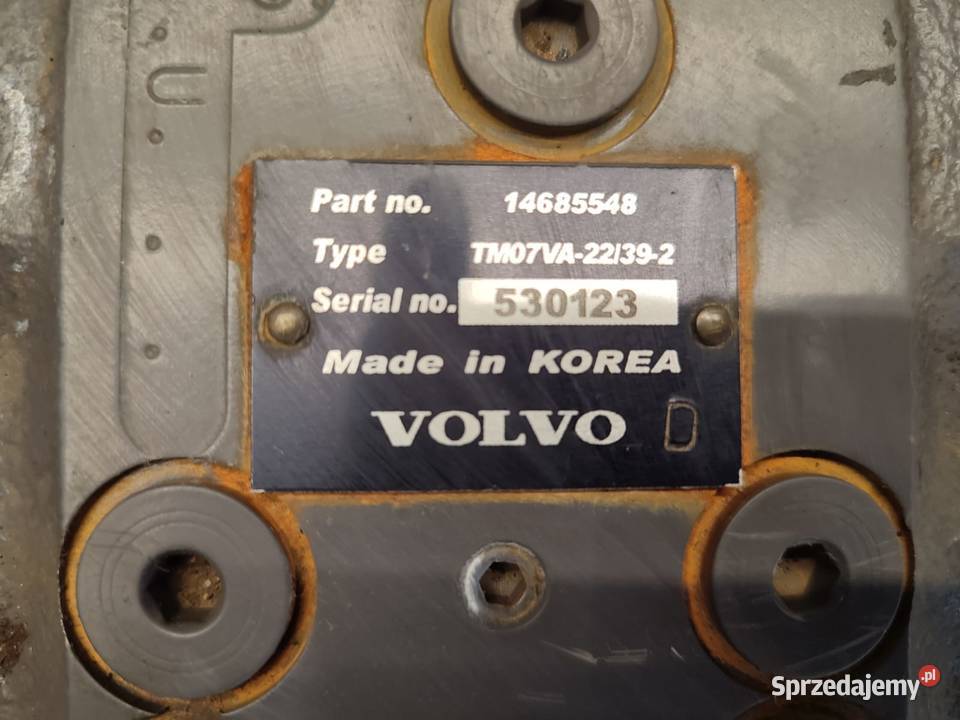 Part no. 14685548
Type TM07VA-22/39-2
Serial no. 530123
Made in KOREA
VOLVO D
Sprzedajemy.pl